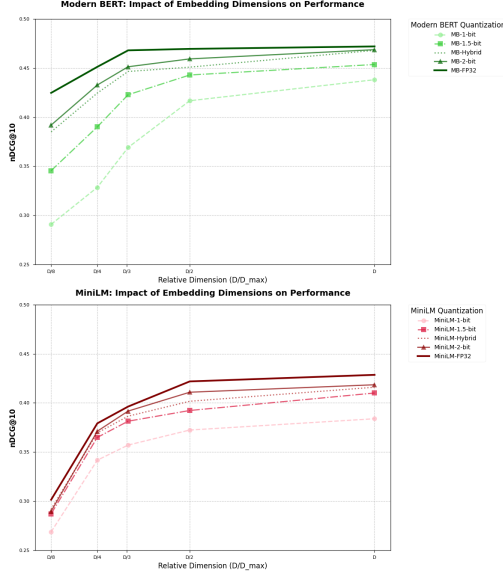 Modern BERT: Impact of Embedding Dimensions on Performance
Modern BERT Quantization
MB-1-bit
MB-1.5-bit
MB-Hybrid
MB-2-bit
MB-FP32
nDCG@10
0.50
0.45
0.40
0.35
0.30
0.25
D/8
D/4
D/3
D/2
D
Relative Dimension (D/D_max)
MiniLM: Impact of Embedding Dimensions on Performance
MiniLM Quantization
MiniLM-1-bit
MiniLM-1.5-bit
MiniLM-Hybrid
MiniLM-2-bit
MiniLM-FP32
nDCG@10
0.50
0.45
0.40
0.35
0.30
0.25
D/8
D/4
D/3
D/2
D
Relative Dimension (D/D_max)